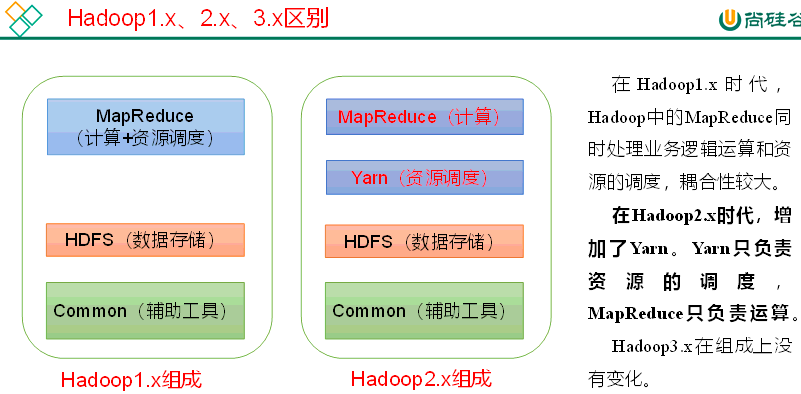 Hadoop1.x、2.x、3.x区别
尚硅谷
MapReduce
（计算+资源调度）
HDFS（数据存储）
Common（辅助工具）
Hadoop1.x组成
MapReduce（计算）
Yarn（资源调度）
HDFS（数据存储）
Common（辅助工具）
Hadoop2.x组成
在 Hadoop1.x 时代，
Hadoop中的MapReduce同
时处理业务逻辑运算和资
源的调度，耦合性较大。
在Hadoop2.x时代，增
加了Yarn。Yarn只负责
资源的调度，
MapReduce只负责运算。
Hadoop3.x在组成上没
有变化。